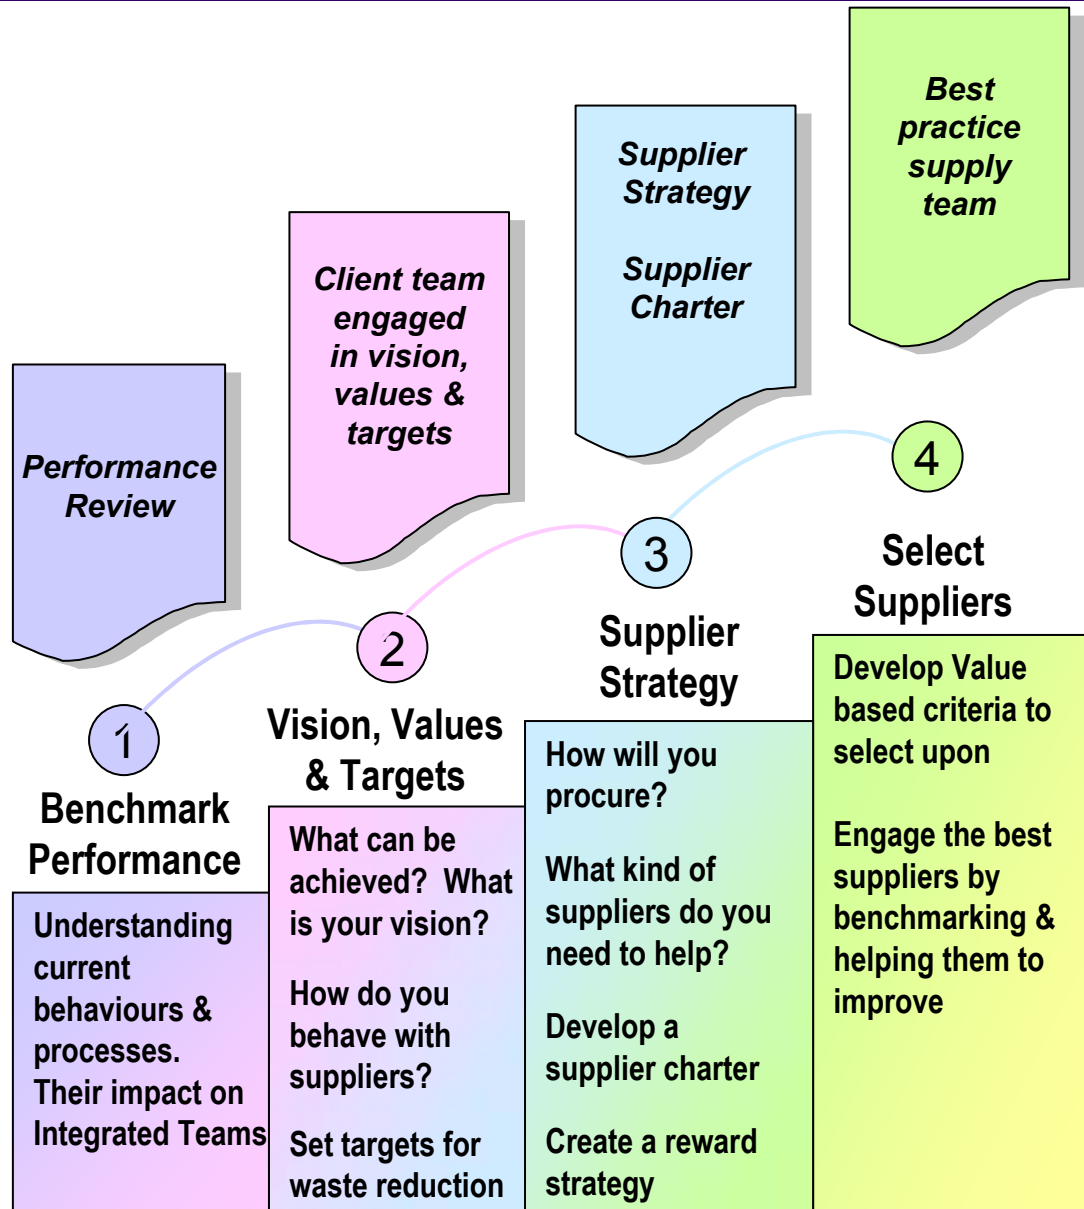 Performance
Review
1
Benchmark
Performance
Understanding
current
behaviours &
processes.
Their impact on
Integrated Teams
Client team
engaged
in vision,
values &
targets
2
Vision, Values
& Targets
What can be
achieved?  What
is your vision?
How do you
behave with
suppliers?
Set targets for
waste reduction
Supplier
Strategy
Supplier
Charter
3
Supplier
Strategy
How will you
procure?
What kind of
suppliers do you
need to help?
Develop a
supplier charter
Create a reward
strategy
Best
practice
supply
team
4
Select
Suppliers
Develop Value
based criteria to
select upon
Engage the best
suppliers by
benchmarking &
helping them to
improve